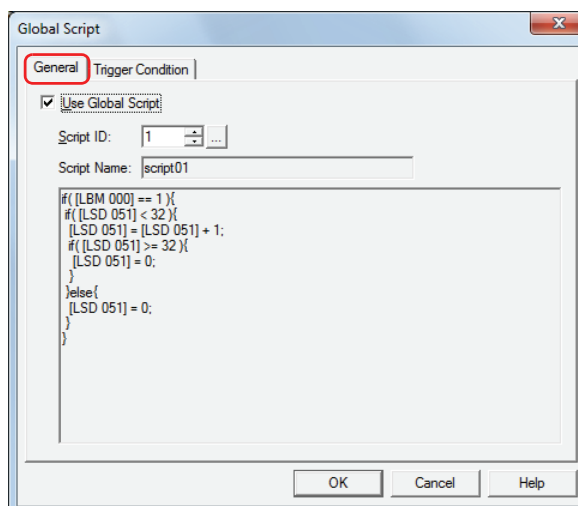 Global Script
General
Trigger Condition
Use Global Script
Script ID:
1
...
Script Name:
script01
if( [LBM 000] == 1 ){
if( [LSD 051] < 32 ){
[LSD 051] = [LSD 051] + 1;
if( [LSD 051] >= 32 ){
[LSD 051] = 0;
}
}else{
[LSD 051] = 0;
}
}
OK
Cancel
Help